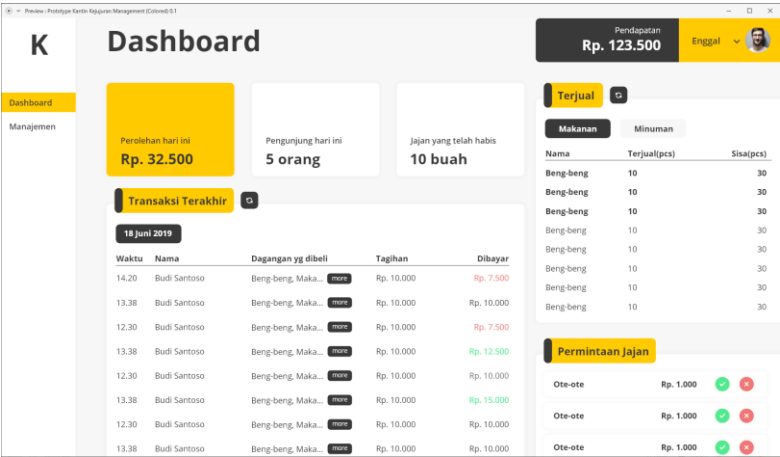 Preview : Prototype Kantin Kejujuran Management [Colored] 0.1
K
Dashboard
Pendapatan
Rp. 123.500
Enggal
Dashboard
Manajemen
Perolehan hari ini
Rp. 32.500
Pengunjung hari ini
5 orang
Jajan yang telah habis
10 buah
Transaksi Terakhir
18 Juni 2019
Waktu Nama Dagangan yg dibeli Tagihan Dibayar
14.20 Budi Santoso Beng-beng, Maka... more Rp. 10.000 Rp. 7.500
13.38 Budi Santoso Beng-beng, Maka... more Rp. 10.000 Rp. 10.000
12.30 Budi Santoso Beng-beng, Maka... more Rp. 10.000 Rp. 7.500
13.38 Budi Santoso Beng-beng, Maka... more Rp. 10.000 Rp. 12.500
12.30 Budi Santoso Beng-beng, Maka... more Rp. 10.000 Rp. 10.000
13.38 Budi Santoso Beng-beng, Maka... more Rp. 10.000 Rp. 15.000
12.30 Budi Santoso Beng-beng, Maka... more Rp. 10.000 Rp. 10.000
13.38 Budi Santoso Beng-beng, Maka... more Rp. 10.000 Rp. 10.000
Terjual
Makanan Minuman
Nama Terjual(pcs) Sisa(pcs)
Beng-beng 10 30
Beng-beng 10 30
Beng-beng 10 30
Beng-beng 10 30
Beng-beng 10 30
Beng-beng 10 30
Beng-beng 10 30
Beng-beng 10 30
Permintaan Jajan
Ote-ote Rp. 1.000
Ote-ote Rp. 1.000
Ote-ote Rp. 1.000